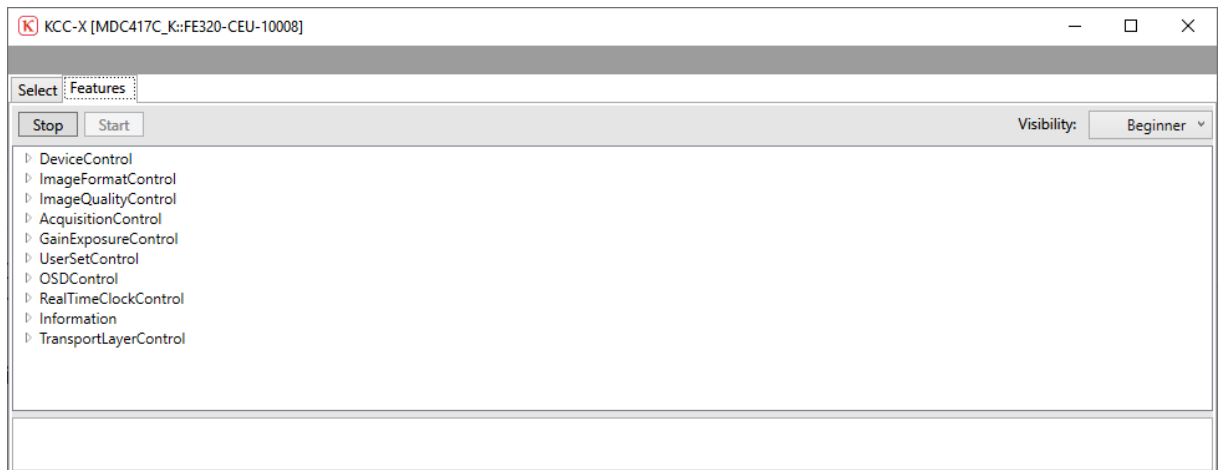 KCC-X [MDC417C_K::FE320-CEU-10008]
Select Features
Stop Start Visibility: Beginner
DeviceControl
ImageFormatControl
ImageQualityControl
AcquisitionControl
GainExposureControl
UserSetControl
OSDControl
RealTimeClockControl
Information
TransportLayerControl